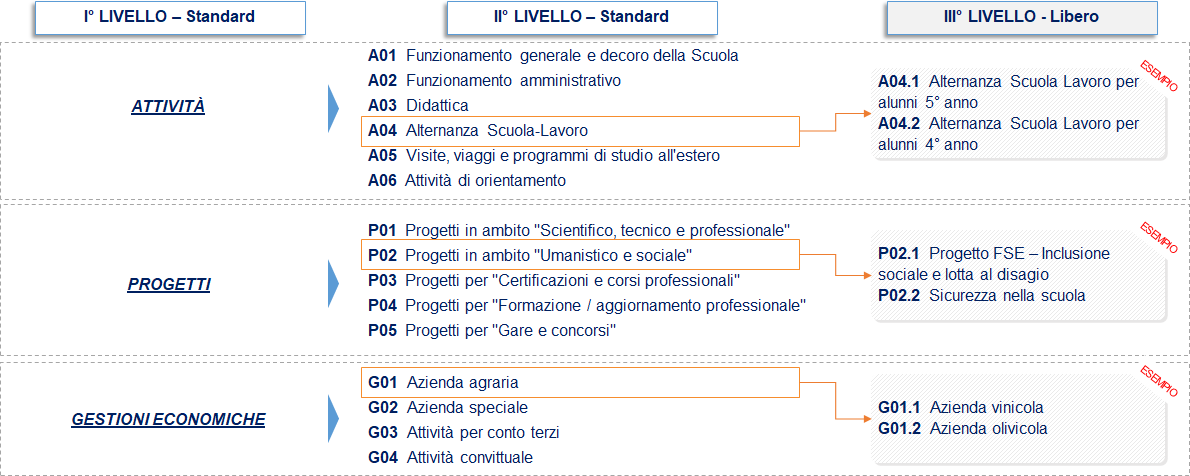 I° LIVELLO – Standard
II° LIVELLO – Standard
III° LIVELLO - Libero
ATTIVITÀ
A01 Funzionamento generale e decoro della Scuola
A02 Funzionamento amministrativo
A03 Didattica
A04 Alternanza Scuola-Lavoro
A05 Visite, viaggi e programmi di studio all'estero
A06 Attività di orientamento
ESEMPIO
A04.1 Alternanza Scuola Lavoro per
alunni 5° anno
A04.2 Alternanza Scuola Lavoro per
alunni 4° anno
PROGETTI
P01 Progetti in ambito "Scientifico, tecnico e professionale"
P02 Progetti in ambito "Umanistico e sociale"
P03 Progetti per "Certificazioni e corsi professionali"
P04 Progetti per "Formazione / aggiornamento professionale"
P05 Progetti per "Gare e concorsi"
ESEMPIO
P02.1 Progetto FSE – Inclusione
sociale e lotta al disagio
P02.2 Sicurezza nella scuola
GESTIONI ECONOMICHE
G01 Azienda agraria
G02 Azienda speciale
G03 Attività per conto terzi
G04 Attività convittuale
ESEMPIO
G01.1 Azienda vinicola
G01.2 Azienda olivicola